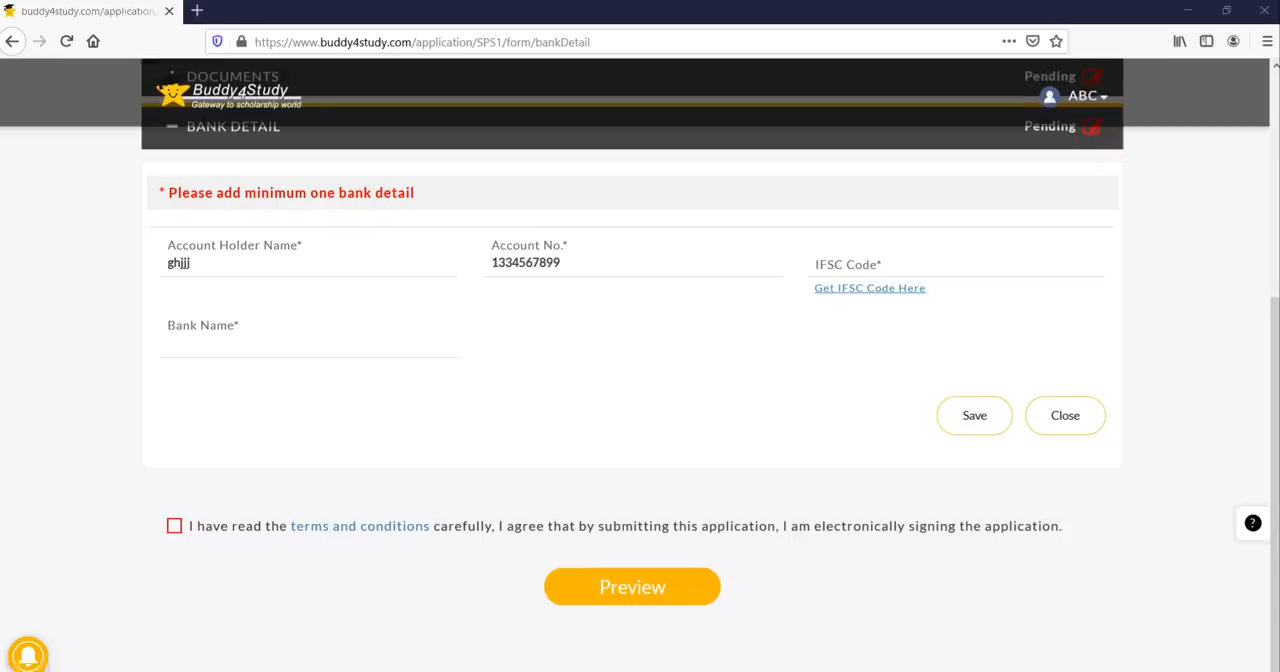 buddy4study.com/application
https://www.buddy4study.com/application/SPS1/form/bankDetail
DOCUMENTS Pending
Buddy4Study
Gateway to scholarship world
ABC
BANK DETAIL Pending
* Please add minimum one bank detail
Account Holder Name* Account No.* IFSC Code*
ghjjj 1334567899
Get IFSC Code Here
Bank Name*
Save Close
I have read the terms and conditions carefully, I agree that by submitting this application, I am electronically signing the application.
?
Preview